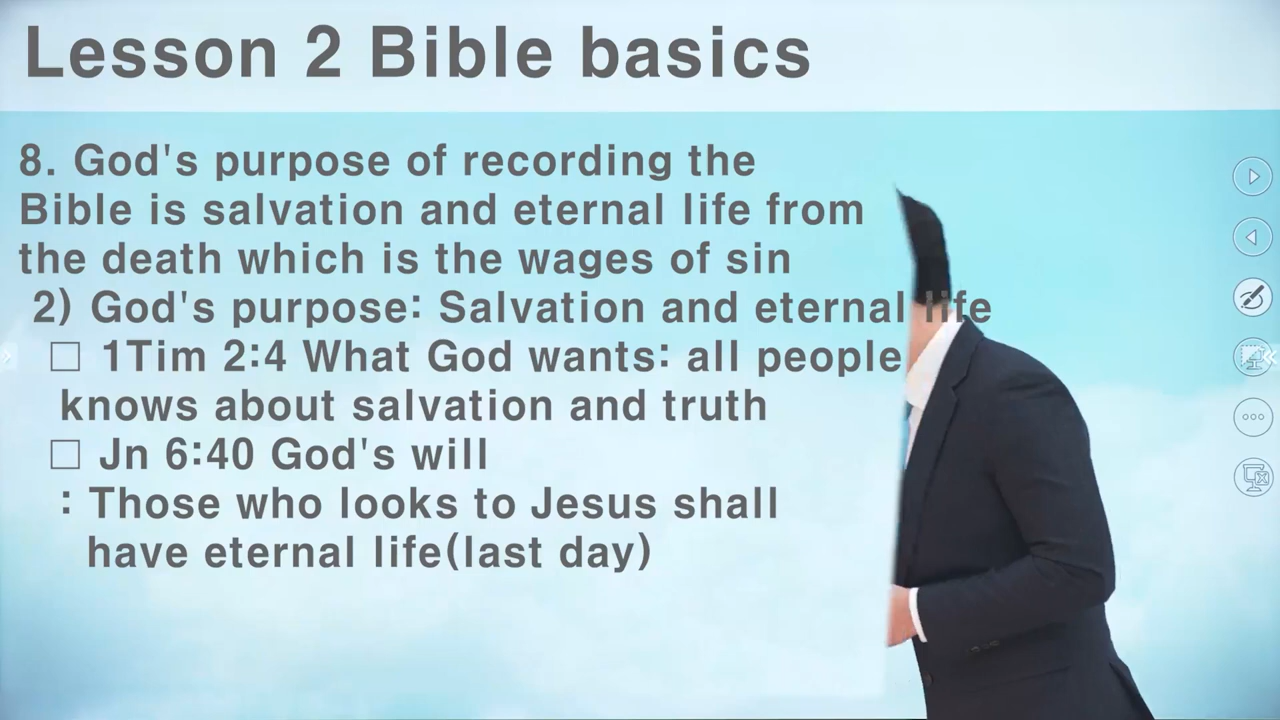 Lesson 2 Bible basics
8. God's purpose of recording the
Bible is salvation and eternal life from
the death which is the wages of sin
2) God's purpose: Salvation and eternal life
□ 1Tim 2:4 What God wants: all people
knows about salvation and truth
□ Jn 6:40 God's will
: Those who looks to Jesus shall
have eternal life(last day)